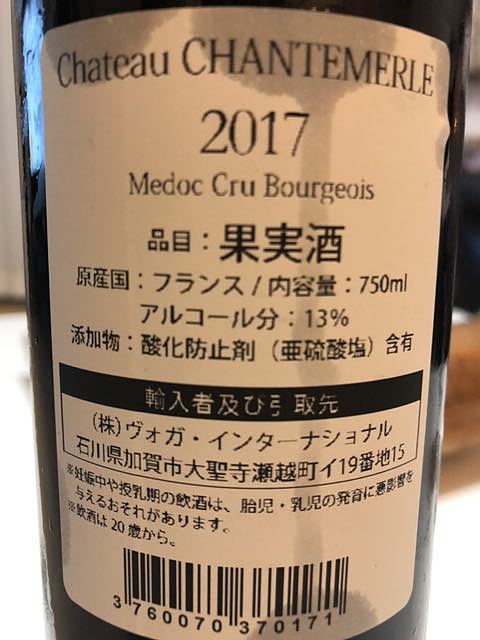 Chateau CHANTEMERLE
2017
Medoc Cru Bourgeois
品目：果実酒
原産国：フランス / 内容量：750ml
アルコール分：13%
添加物：酸化防止剤（亜硫酸塩）含有
輸入者及び引取先
（株）ヴォガ・インターナショナル
石川県加賀市大聖寺瀬越町イ19番地15
※妊娠中や授乳期の飲酒は、胎児・乳児の発育に悪影響を
与えるおそれがあります。
※飲酒は20歳から。
3 760070 370171